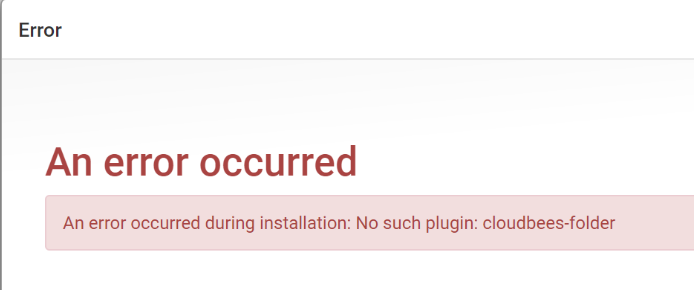 Error
An error occurred
An error occurred during installation: No such plugin: cloudbees-folder